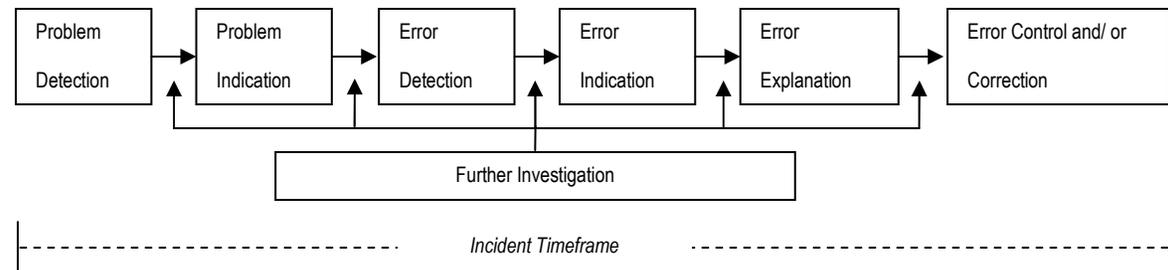 Problem
Detection
Problem
Indication
Error
Detection
Error
Indication
Error
Explanation
Error Control and/ or
Correction
Further Investigation
Incident Timeframe